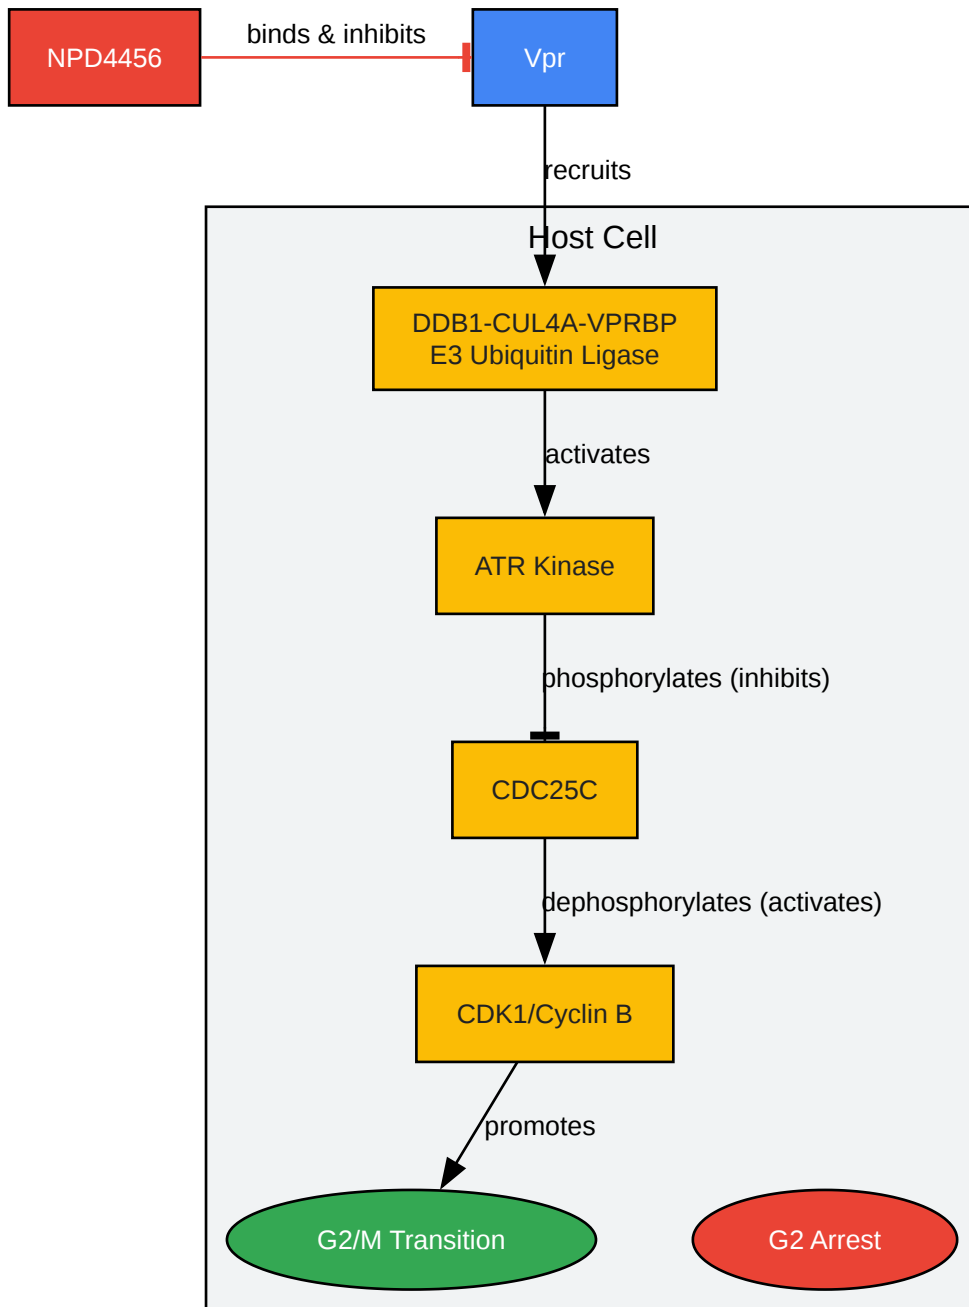 NPD4456
binds & inhibits
Vpr
recruits
Host Cell
DDB1-CUL4A-VPRBP
E3 Ubiquitin Ligase
activates
ATR Kinase
phosphorylates (inhibits)
CDC25C
dephosphorylates (activates)
CDK1/Cyclin B
promotes
G2/M Transition
G2 Arrest